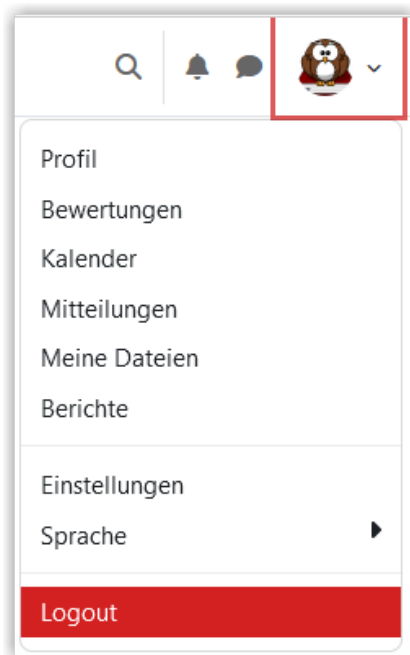 Profil
Bewertungen
Kalender
Mitteilungen
Meine Dateien
Berichte
Einstellungen
Sprache
Logout